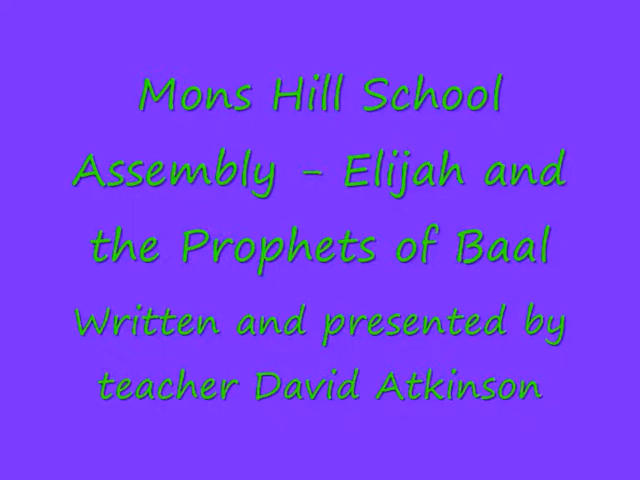 Mons Hill School
Assembly - Elijah and
the Prophets of Baal
Written and presented by
teacher David Atkinson